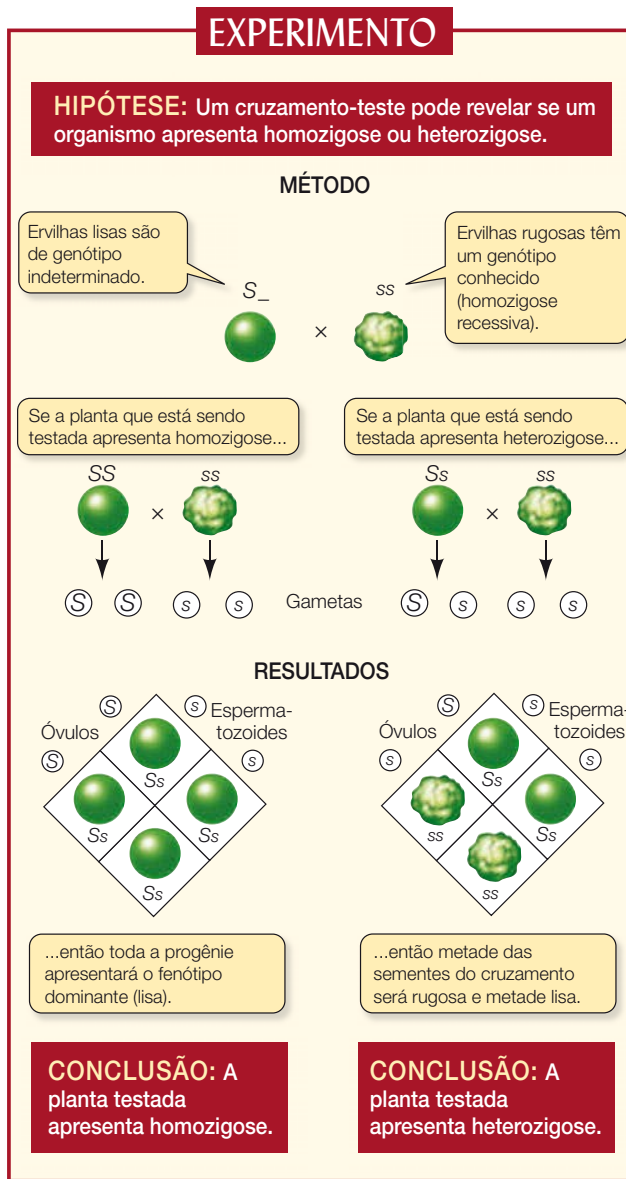 EXPERIMENTO
HIPÓTESE: Um cruzamento-teste pode revelar se um
organismo apresenta homozigose ou heterozigose.
MÉTODO
Ervilhas lisas são
de genótipo
indeterminado.
Ervilhas rugosas têm
um genótipo
conhecido
(homozigose
recessiva).
S_
×
ss
Se a planta que está sendo
testada apresenta homozigose...
SS
×
ss
Se a planta que está sendo
testada apresenta heterozigose...
Ss
×
ss
S S s s Gametas S s s s
RESULTADOS
Óvulos
S
S
s
s
Esperma-
tozoides
Ss
Ss
Ss
Ss
...então toda a progênie
apresentará o fenótipo
dominante (lisa).
Óvulos
S
s
s
s
Esperma-
tozoides
Ss
ss
Ss
ss
...então metade das
sementes do cruzamento
será rugosa e metade lisa.
CONCLUSÃO: A
planta testada
apresenta homozigose.
CONCLUSÃO: A
planta testada
apresenta heterozigose.